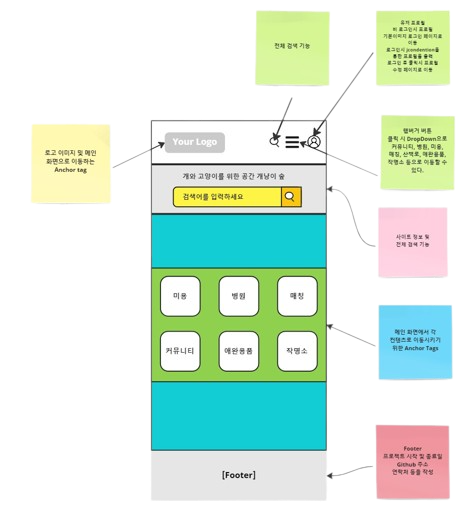 전체 검색 기능
유저 프로필
비 로그인시 프로필
기본이미지 로그인 페이지로
이동
로그인시 joondention을
통한 프로필을 출력
로그인 후 클릭시 프로필
수정 페이지로 이동
햄버거 버튼
클릭 시 DropDown으로
커뮤니티, 병원, 미용,
매칭, 산책로, 애완용품,
작명소 등으로 이동할 수
있다.
로고 이미지 및 메인
화면으로 이동하는
Anchor tag
Your Logo
개와 고양이를 위한 공간 개냥이 숲
검색어를 입력하세요
사이트 정보 및
전체 검색 기능
미용
병원
매칭
커뮤니티
애완용품
작명소
메인 화면에서 각
컨텐츠로 이동시키기
위한 Anchor Tags
[Footer]
Footer
프로젝트 시작 및 종료일
Github 주소
연락처 등을 작성